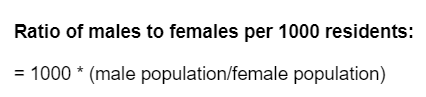 Ratio of males to females per 1000 residents:
= 1000 * (male population/female population)